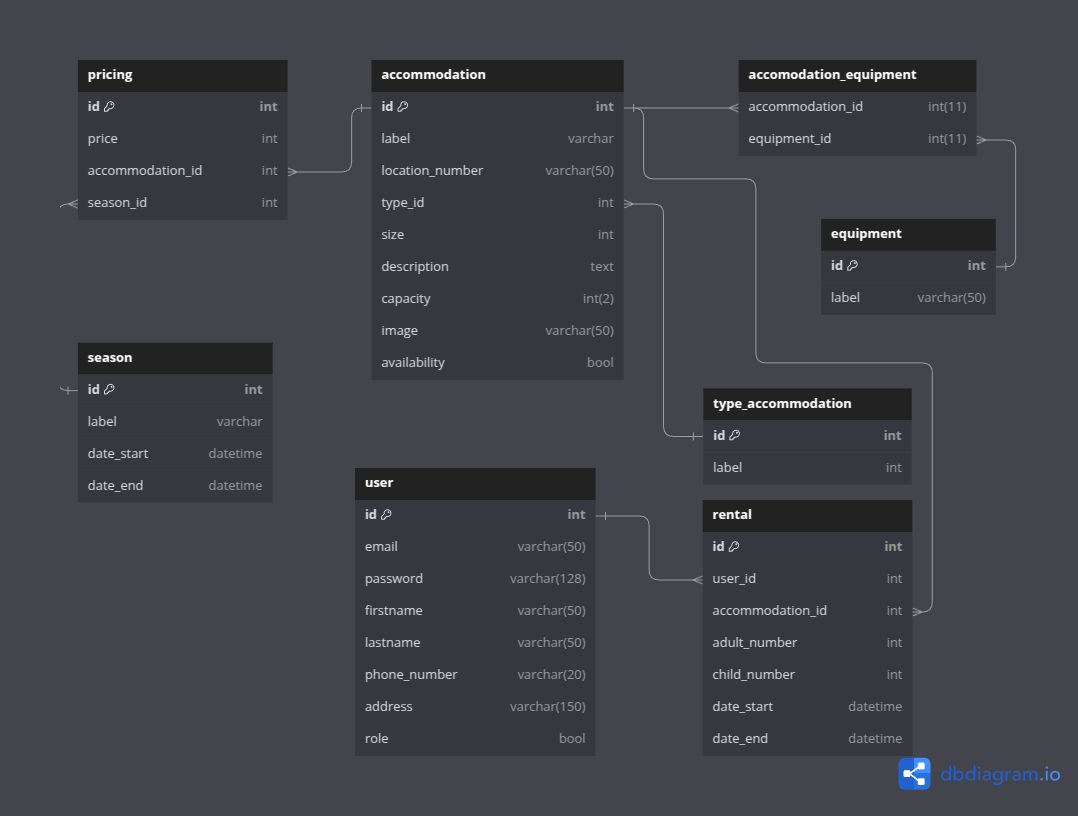 pricing
id int
price int
accommodation_id int
season_id int
accommodation
id int
label varchar
location_number varchar(50)
type_id int
size int
description text
capacity int(2)
image varchar(50)
availability bool
accomodation_equipment
accommodation_id int(11)
equipment_id int(11)
equipment
id int
label varchar(50)
season
id int
label varchar
date_start datetime
date_end datetime
type_accommodation
id int
label int
user
id int
email varchar(50)
password varchar(128)
firstname varchar(50)
lastname varchar(50)
phone_number varchar(20)
address varchar(150)
role bool
rental
id int
user_id int
accommodation_id int
adult_number int
child_number int
date_start datetime
date_end datetime
dbdiagram.io